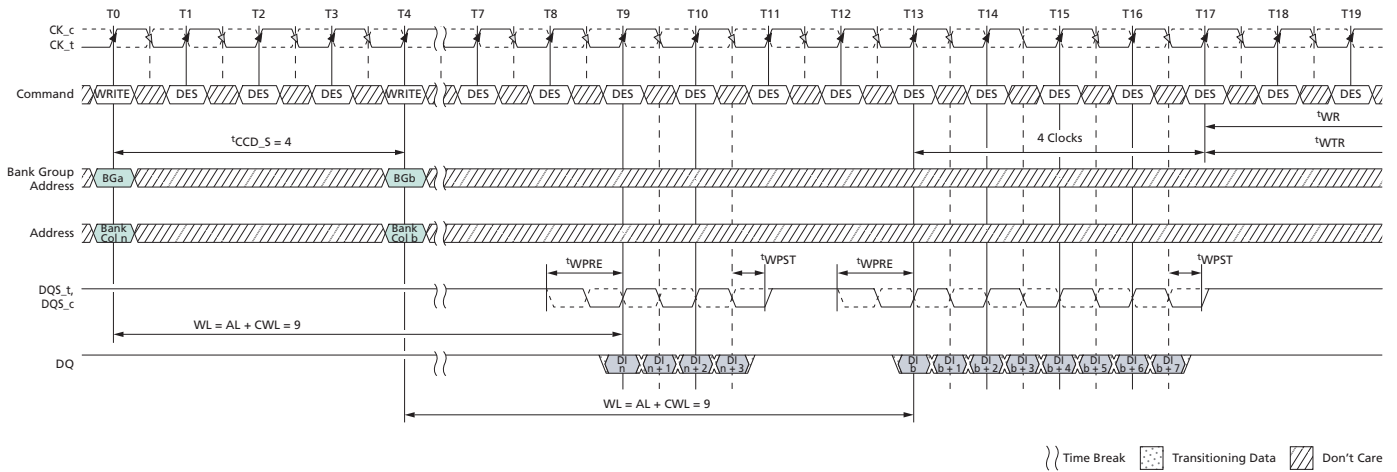 T0 T1 T2 T3 T4 T7 T8 T9 T10 T11 T12 T13 T14 T15 T16 T17 T18 T19
CK_c
CK_t
Command WRITE DES DES DES WRITE DES DES DES DES DES DES DES DES DES DES DES DES DES
tWR
tCCD_S = 4 4 Clocks
tWTR
Bank Group
Address BGa BGb
Address Bank Col n Bank Col b
tWPRE tWPST tWPRE tWPST
DQS_t,
DQS_c
WL = AL + CWL = 9
DQ DI n DI n + 1 DI n + 2 DI n + 3 DI b DI b + 1 DI b + 2 DI b + 3 DI b + 4 DI b + 5 DI b + 6 DI b + 7
WL = AL + CWL = 9
Time Break Transitioning Data Don't Care